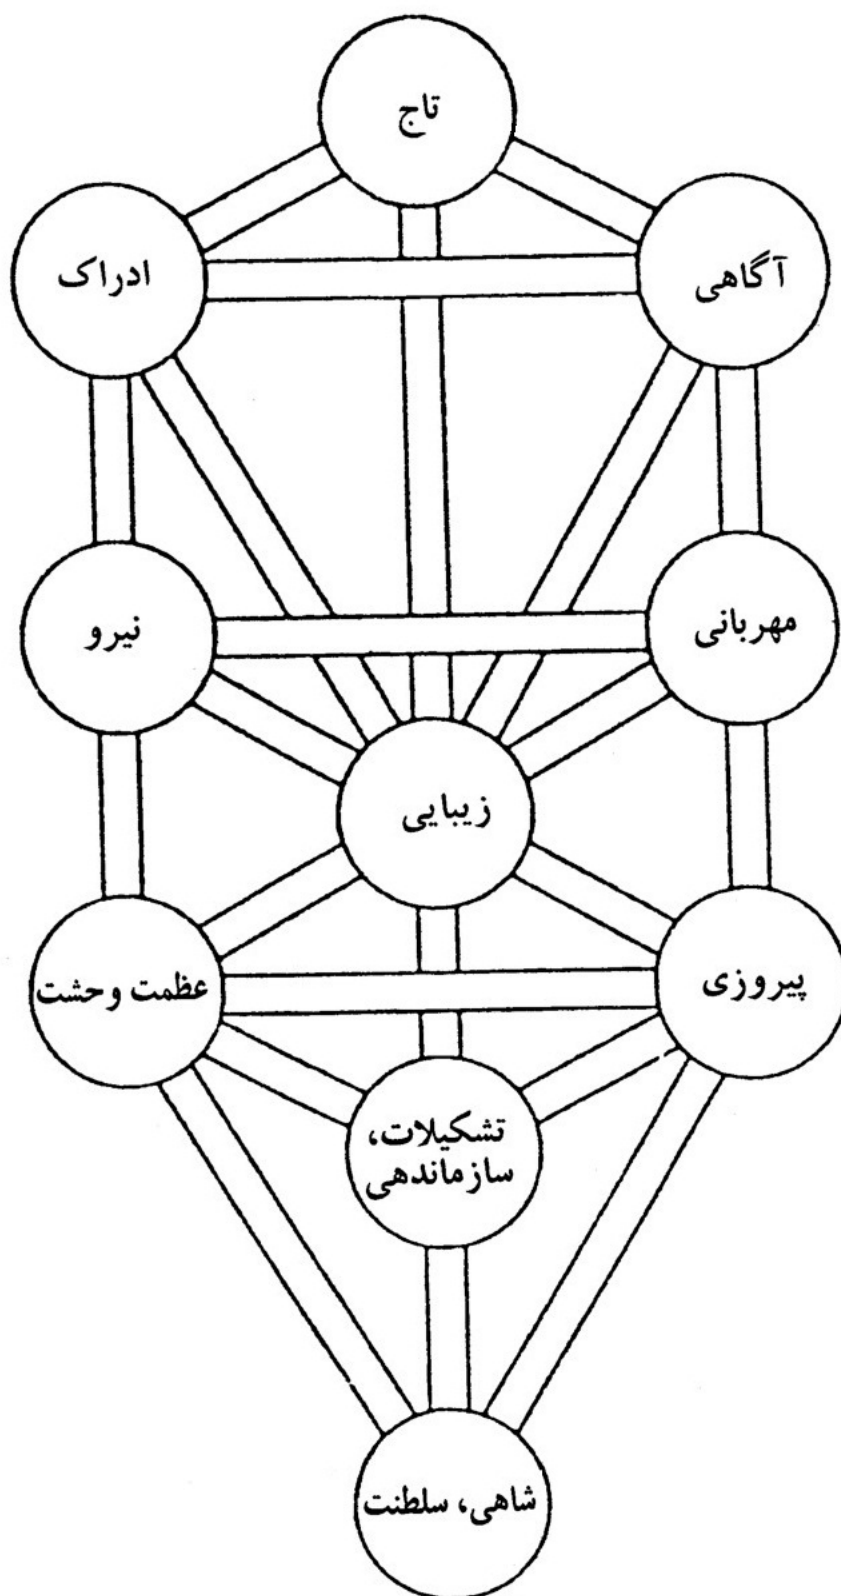 تاج
آگاهی
ادراک
مهربانی
نیرو
زیبایی
پیروزی
عظمت وحشت
تشکیلات،
سازماندهی
شاهی، سلطنت